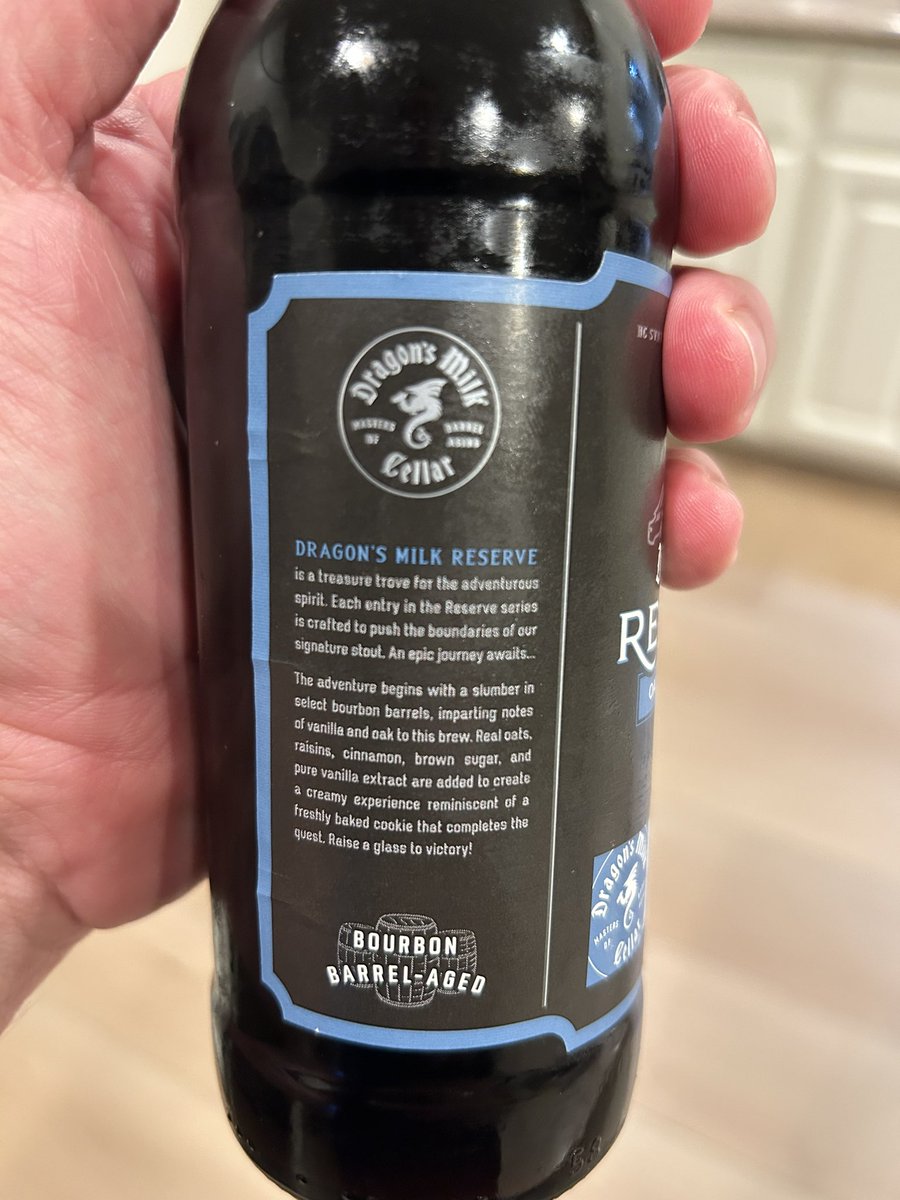 Dragon's Milk
MASTERS OF BARREL AGING
Cellar
DRAGON'S MILK RESERVE
is a treasure trove for the adventurous
spirit. Each entry in the Reserve series
is crafted to push the boundaries of our
signature stout. An epic journey awaits...
The adventure begins with a slumber in
select bourbon barrels, imparting notes
of vanilla and oak to this brew. Real oats,
raisins, cinnamon, brown sugar, and
pure vanilla extract are added to create
a creamy experience reminiscent of a
freshly baked cookie that completes the
quest. Raise a glass to victory!
BOURBON
BARREL-AGED
RE
Dragon's
MASTERS
OF
Cellar